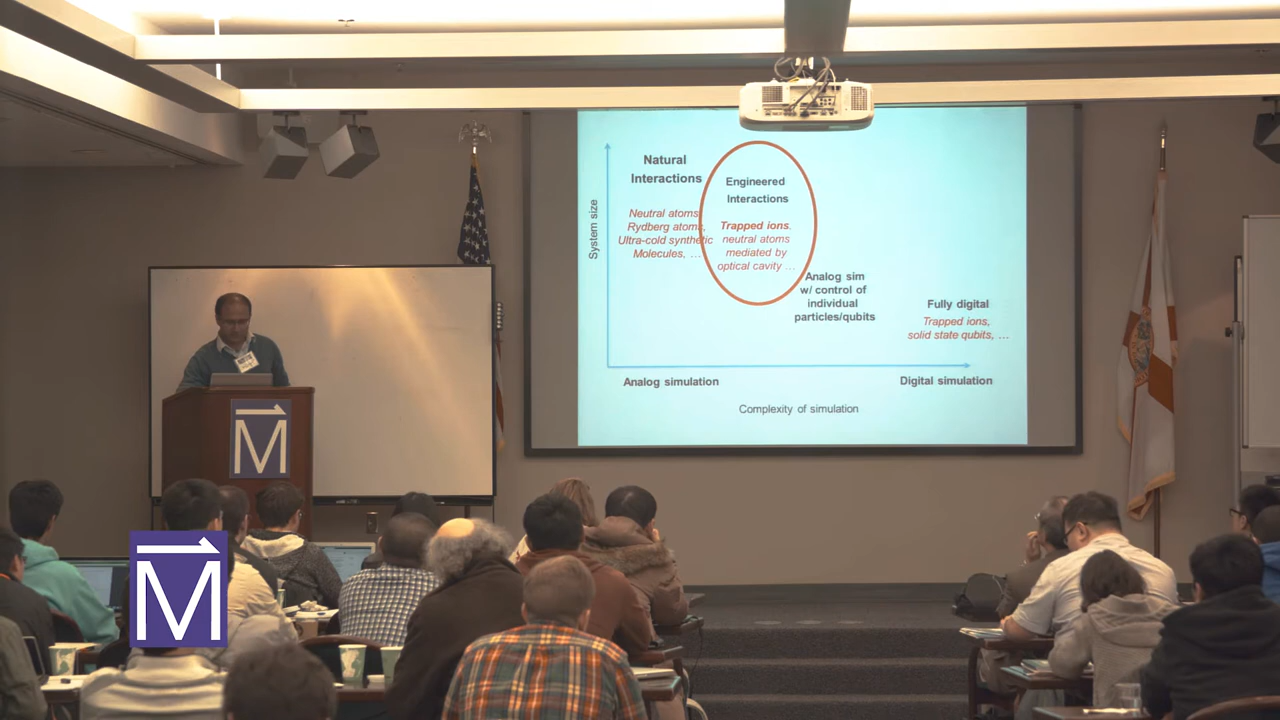 Natural
Interactions
Neutral atoms,
Rydberg atoms,
Ultra-cold synthetic
Molecules, …
Engineered
Interactions
Trapped ions,
neutral atoms
mediated by
optical cavity …
Analog sim
w/ control of
individual
particles/qubits
Fully digital
Trapped ions,
solid state qubits, …
System size
Analog simulation
Digital simulation
Complexity of simulation
M
M